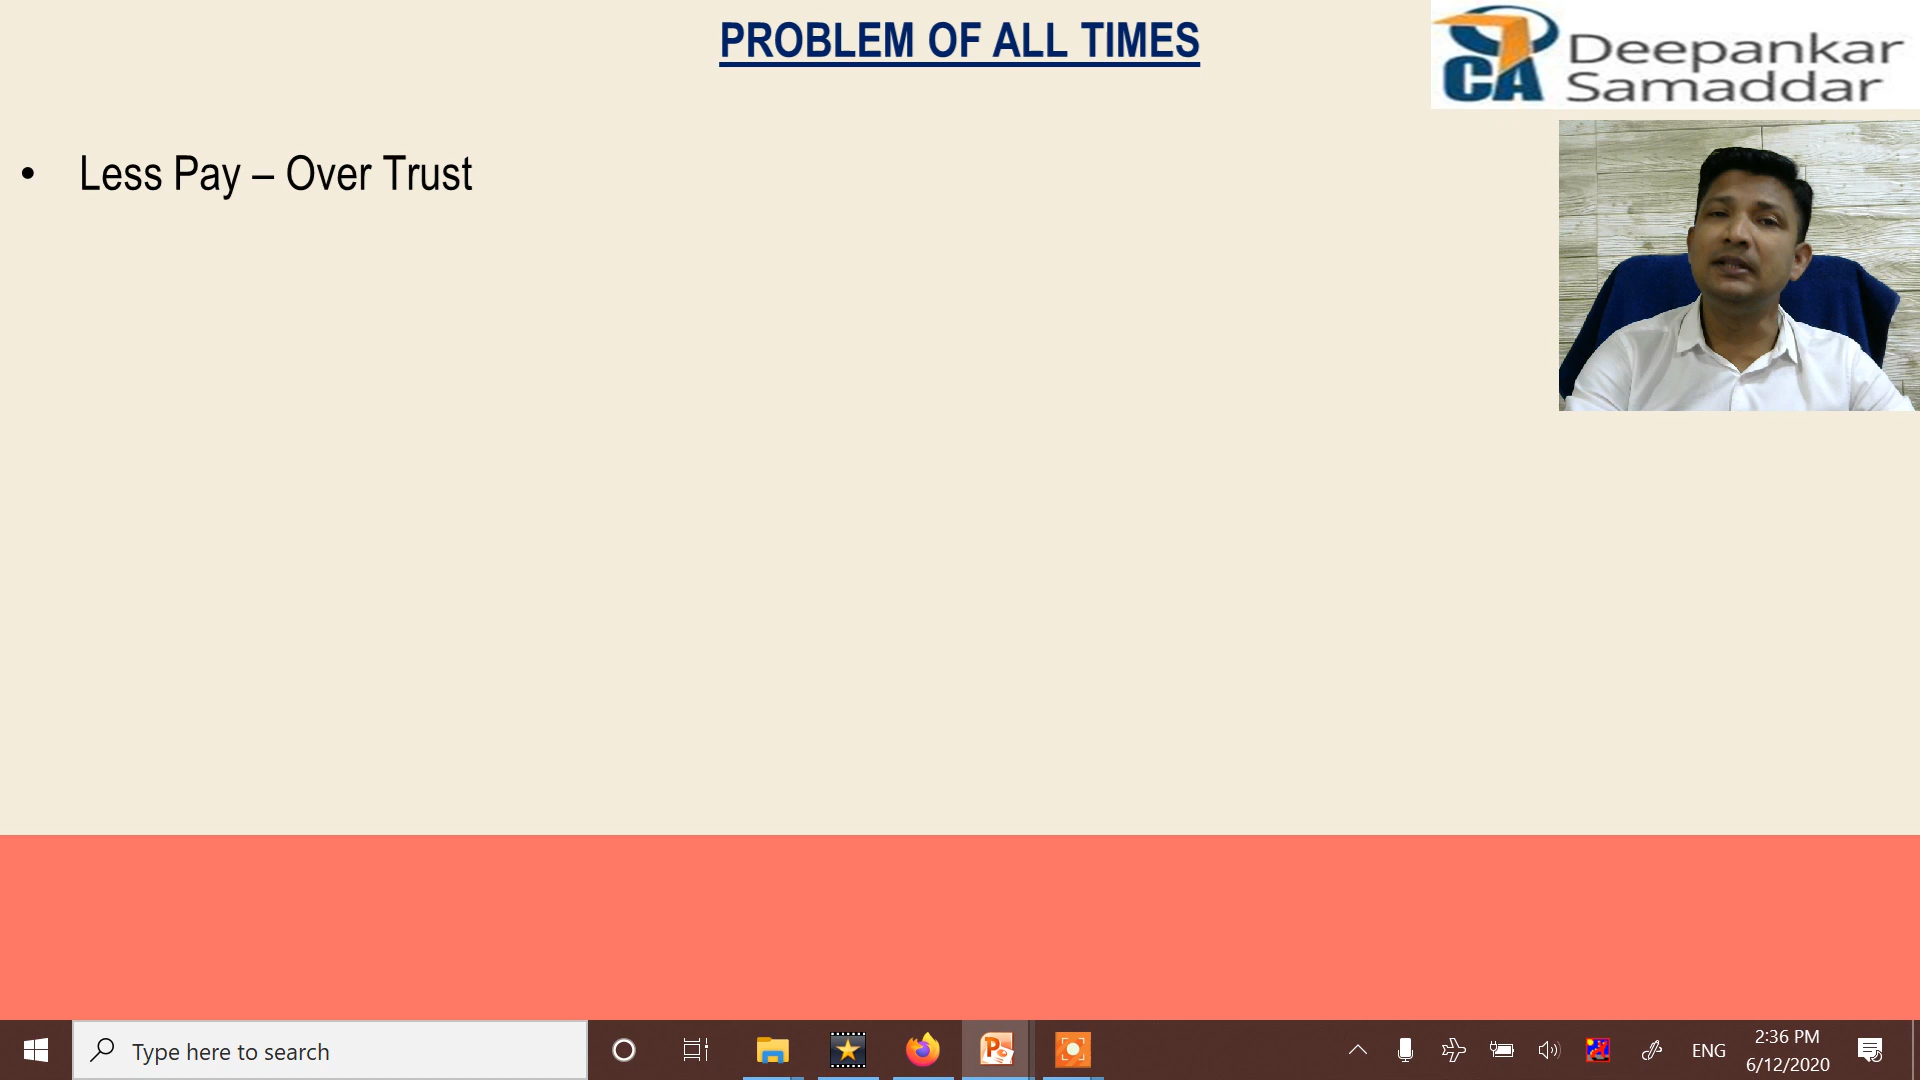 PROBLEM OF ALL TIMES
CA
Deepankar
Samaddar
• Less Pay – Over Trust
Type here to search
ENG
2:36 PM
6/12/2020